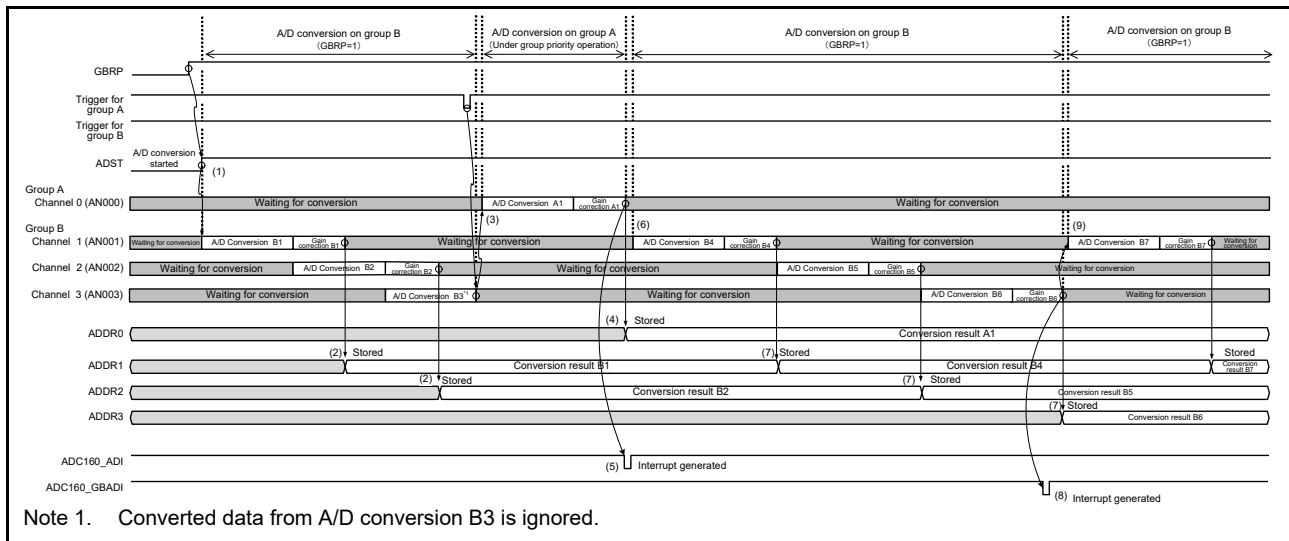 A/D conversion on group B
(GBRP=1)
A/D conversion on group A
(Under group priority operation)
A/D conversion on group B
(GBRP=1)
A/D conversion on group B
(GBRP=1)
GBRP
Trigger for
group A
Trigger for
group B
A/D conversion
started
ADST
(1)
Group A
Channel 0 (AN000)
Waiting for conversion
A/D Conversion A1
Gain
correction A1
Waiting for conversion
(3)
(6)
(9)
Group B
Channel 1 (AN001)
Waiting for conversion
A/D Conversion B1
Gain
correction B1
Waiting for conversion
A/D Conversion B4
Gain
correction B4
Waiting for conversion
A/D Conversion B7
Gain
correction B7
Waiting for
conversion
Channel 2 (AN002)
Waiting for conversion
A/D Conversion B2
Gain
correction B2
Waiting for conversion
A/D Conversion B5
Gain
correction B5
Waiting for conversion
Channel 3 (AN003)
Waiting for conversion
A/D Conversion B3*1
Waiting for conversion
A/D Conversion B6
Gain
correction B6
Waiting for conversion
(4) Stored
ADDR0
Conversion result A1
(2) Stored
(7) Stored
Stored
ADDR1
Conversion result B1
Conversion result B4
Conversion
result B7
(2) Stored
(7) Stored
ADDR2
Conversion result B2
Conversion result B5
(7) Stored
ADDR3
Conversion result B6
ADC160_ADI
(5) Interrupt generated
ADC160_GBADI
(8) Interrupt generated
Note 1. Converted data from A/D conversion B3 is ignored.